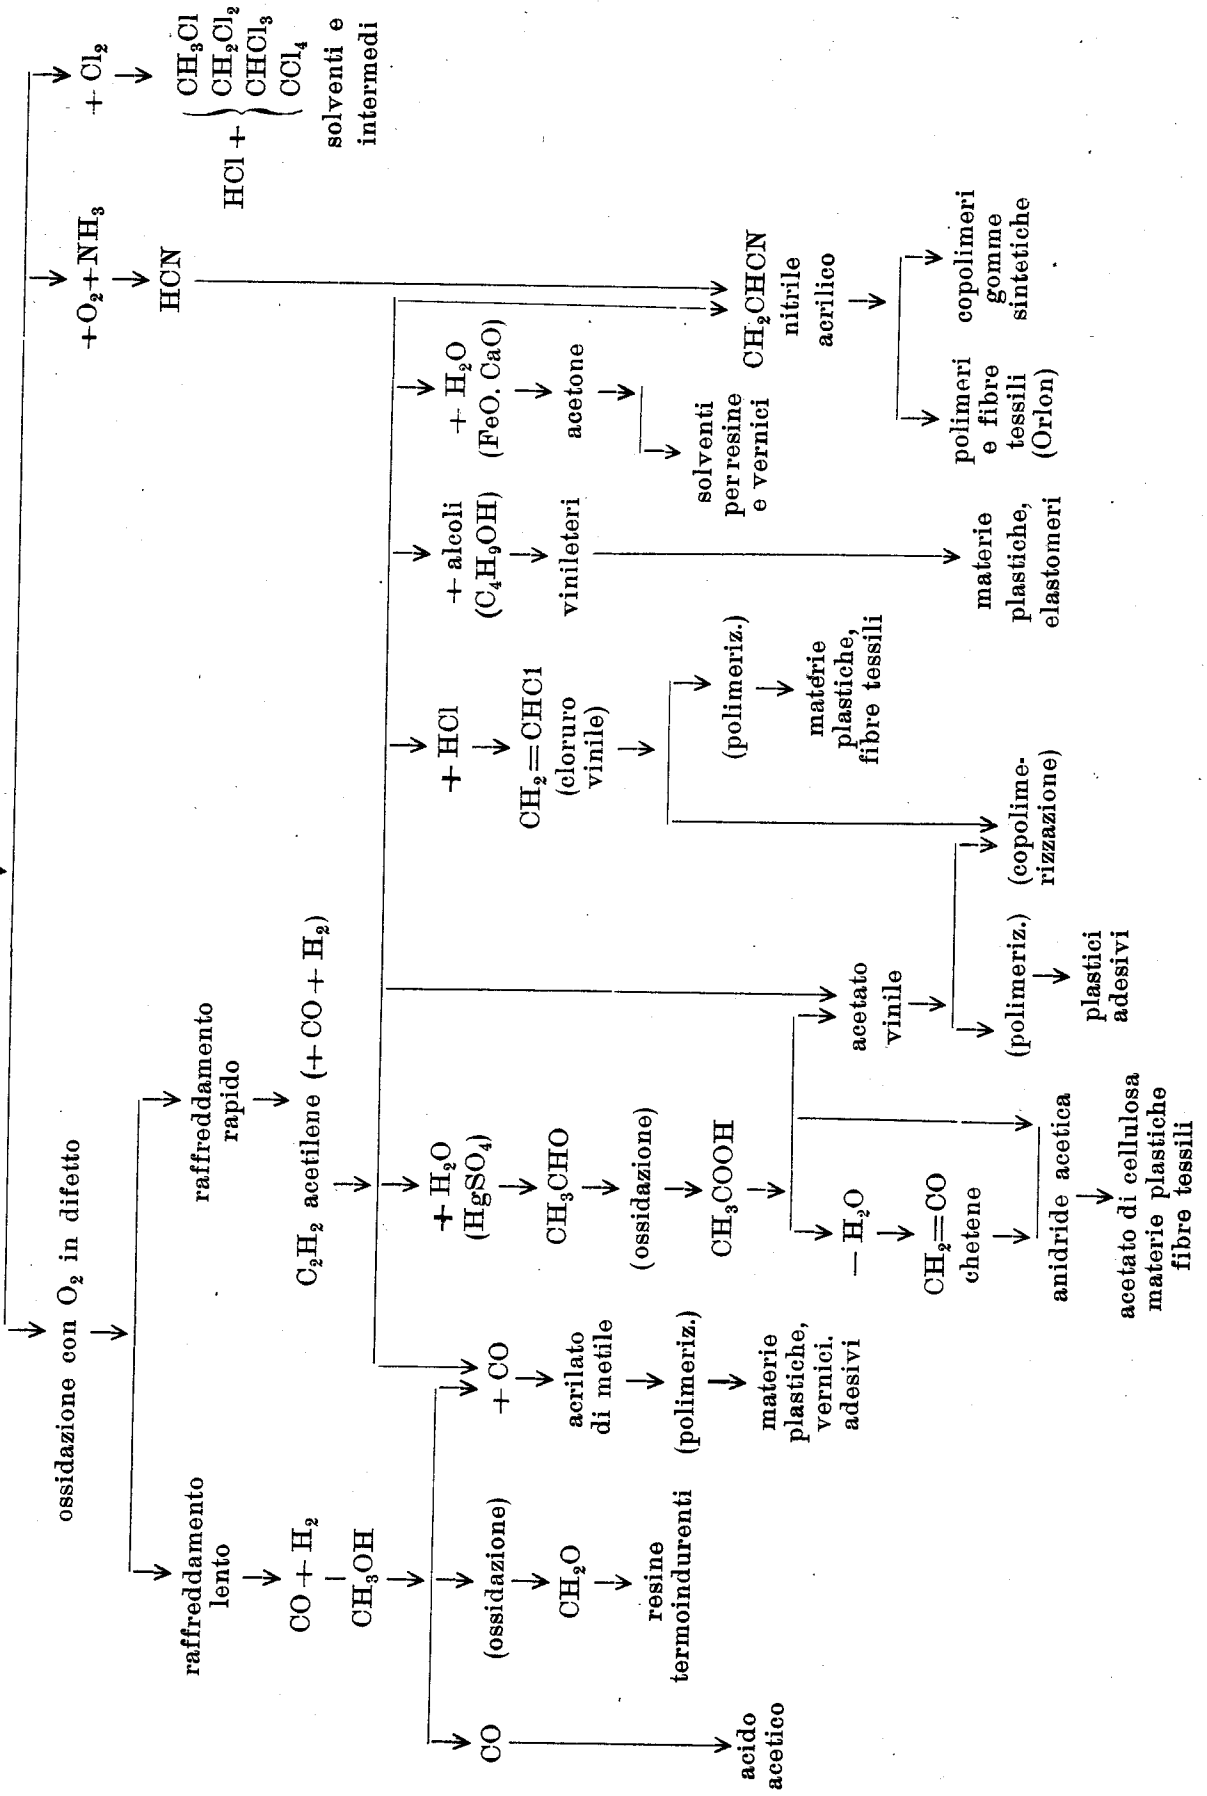 ossidazione con O₂ in difetto
+O₂+NH₃
+ Cl₂
HCN
HCl +
CH₃Cl
CH₂Cl₂
CHCl₃
CCl₄
solventi e
intermedi
raffreddamento
lento
raffreddamento
rapido
CO + H₂
CH₃OH
C₂H₂ acetilene (+ CO + H₂)
CO
acido
acetico
(ossidazione)
CH₂O
resine
termoindurenti
+ CO
acrilato
di metile
(polimeriz.)
materie
plastiche,
vernici.
adesivi
+ H₂O
(HgSO₄)
CH₃CHO
(ossidazione)
CH₃COOH
— H₂O
CH₂=CO
chetene
anidride acetica
acetato di cellulosa
materie plastiche
fibre tessili
acetato
vinile
(polimeriz.)
plastici
adesivi
(copolime-
rizzazione)
+ HCl
CH₂=CHCl
(cloruro
vinile)
(polimeriz.)
materie
plastiche,
fibre tessili
+ alcoli
(C₄H₉OH)
vinileteri
materie
plastiche,
elastomeri
+ H₂O
(FeO. CaO)
acetone
solventi
per resine
e vernici
CH₂CHCN
nitrile
acrilico
polimeri
e fibre
tessili
(Orlon)
copolimeri
gomme
sintetiche